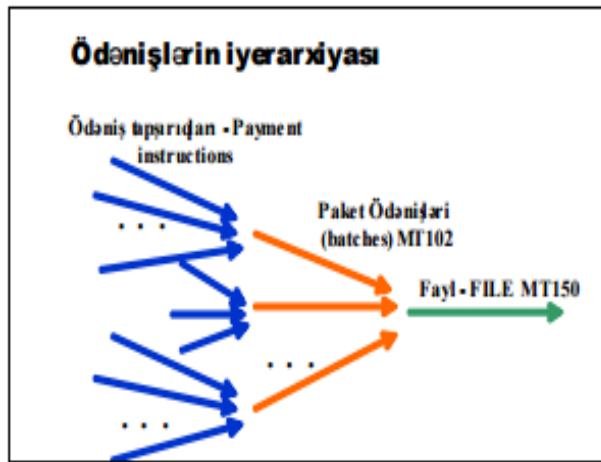 Ödənişlərin iyerarxiyası
Ödəniş tapşırıqları - Payment
instructions
. . .
Paket Ödənişləri
(batches) MT102
Fayl - FILE MT150
. . .
. . .